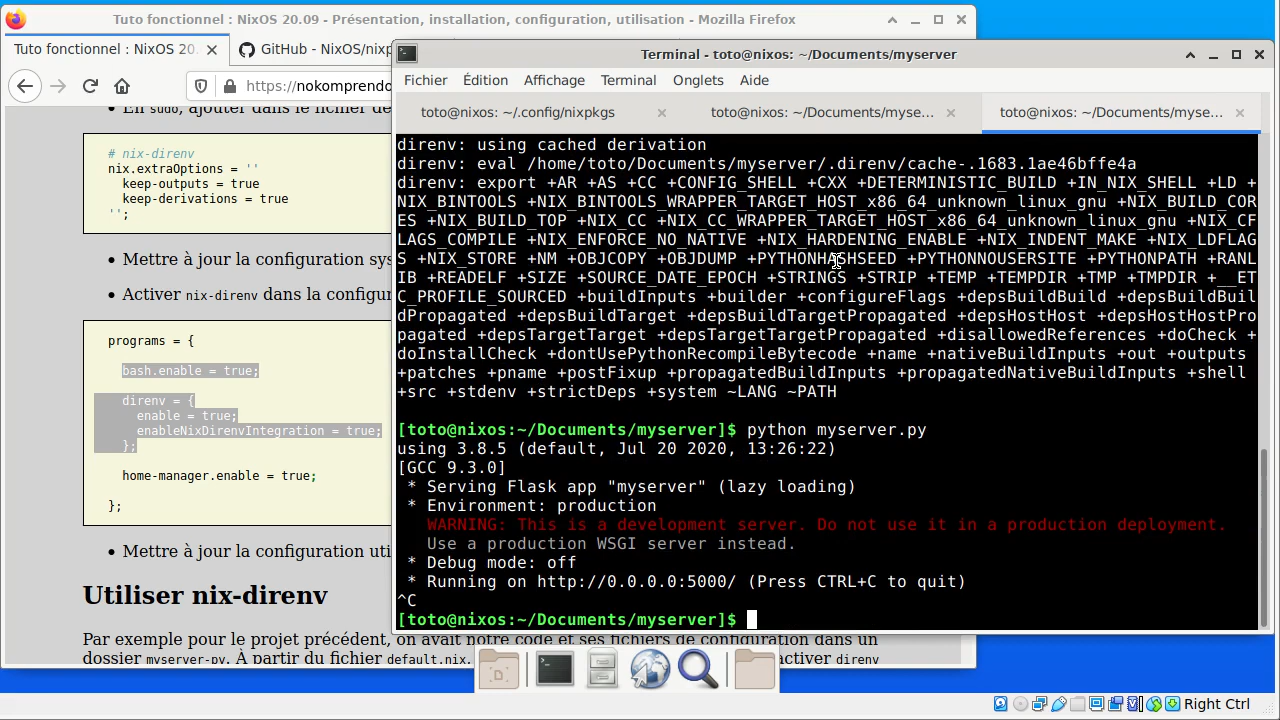 Tuto fonctionnel : NixOS 20.09 - Présentation, installation, configuration, utilisation - Mozilla Firefox
Tuto fonctionnel : NixOS 20.
GitHub - NixOS/nixp
https://nokomprendo
En sudo, ajouter dans le fichier de
# nix-direnv
nix.extraOptions = ''
keep-outputs = true
keep-derivations = true
'';
Mettre à jour la configuration sys
Activer nix-direnv dans la configu
programs = {
bash.enable = true;
direnv = {
enable = true;
enableNixDirenvIntegration = true;
};
home-manager.enable = true;
};
Mettre à jour la configuration uti
Utiliser nix-direnv
Par exemple pour le projet précédent, on avait notre code et ses fichiers de configuration dans un
dossier myserver-py. À partir du fichier default.nix. activer direnv
Terminal - toto@nixos: ~/Documents/myserver
Fichier Édition Affichage Terminal Onglets Aide
toto@nixos: ~/.config/nixpkgs
toto@nixos: ~/Documents/myse...
toto@nixos: ~/Documents/myse...
direnv: using cached derivation
direnv: eval /home/toto/Documents/myserver/.direnv/cache-.1683.1ae46bffe4a
direnv: export +AR +AS +CC +CONFIG_SHELL +CXX +DETERMINISTIC_BUILD +IN_NIX_SHELL +LD +
NIX_BINTOOLS +NIX_BINTOOLS_WRAPPER_TARGET_HOST_x86_64_unknown_linux_gnu +NIX_BUILD_COR
ES +NIX_BUILD_TOP +NIX_CC +NIX_CC_WRAPPER_TARGET_HOST_x86_64_unknown_linux_gnu +NIX_CF
LAGS_COMPILE +NIX_ENFORCE_NO_NATIVE +NIX_HARDENING_ENABLE +NIX_INDENT_MAKE +NIX_LDFLAG
S +NIX_STORE +NM +OBJCOPY +OBJDUMP +PYTHONHASHSEED +PYTHONNOUSERSITE +PYTHONPATH +RANL
IB +READELF +SIZE +SOURCE_DATE_EPOCH +STRINGS +STRIP +TEMP +TEMPDIR +TMP +TMPDIR +__ET
C_PROFILE_SOURCED +buildInputs +builder +configureFlags +depsBuildBuild +depsBuildBuil
dPropagated +depsBuildTarget +depsBuildTargetPropagated +depsHostHost +depsHostHostPro
pagated +depsTargetTarget +depsTargetTargetPropagated +disallowedReferences +doCheck +
doInstallCheck +dontUsePythonRecompileBytecode +name +nativeBuildInputs +out +outputs
+patches +pname +postFixup +propagatedBuildInputs +propagatedNativeBuildInputs +shell
+src +stdenv +strictDeps +system ~LANG ~PATH
[toto@nixos:~/Documents/myserver]$ python myserver.py
using 3.8.5 (default, Jul 20 2020, 13:26:22)
[GCC 9.3.0]
* Serving Flask app "myserver" (lazy loading)
* Environment: production
WARNING: This is a development server. Do not use it in a production deployment.
Use a production WSGI server instead.
* Debug mode: off
* Running on http://0.0.0.0:5000/ (Press CTRL+C to quit)
^C
[toto@nixos:~/Documents/myserver]$
Right Ctrl